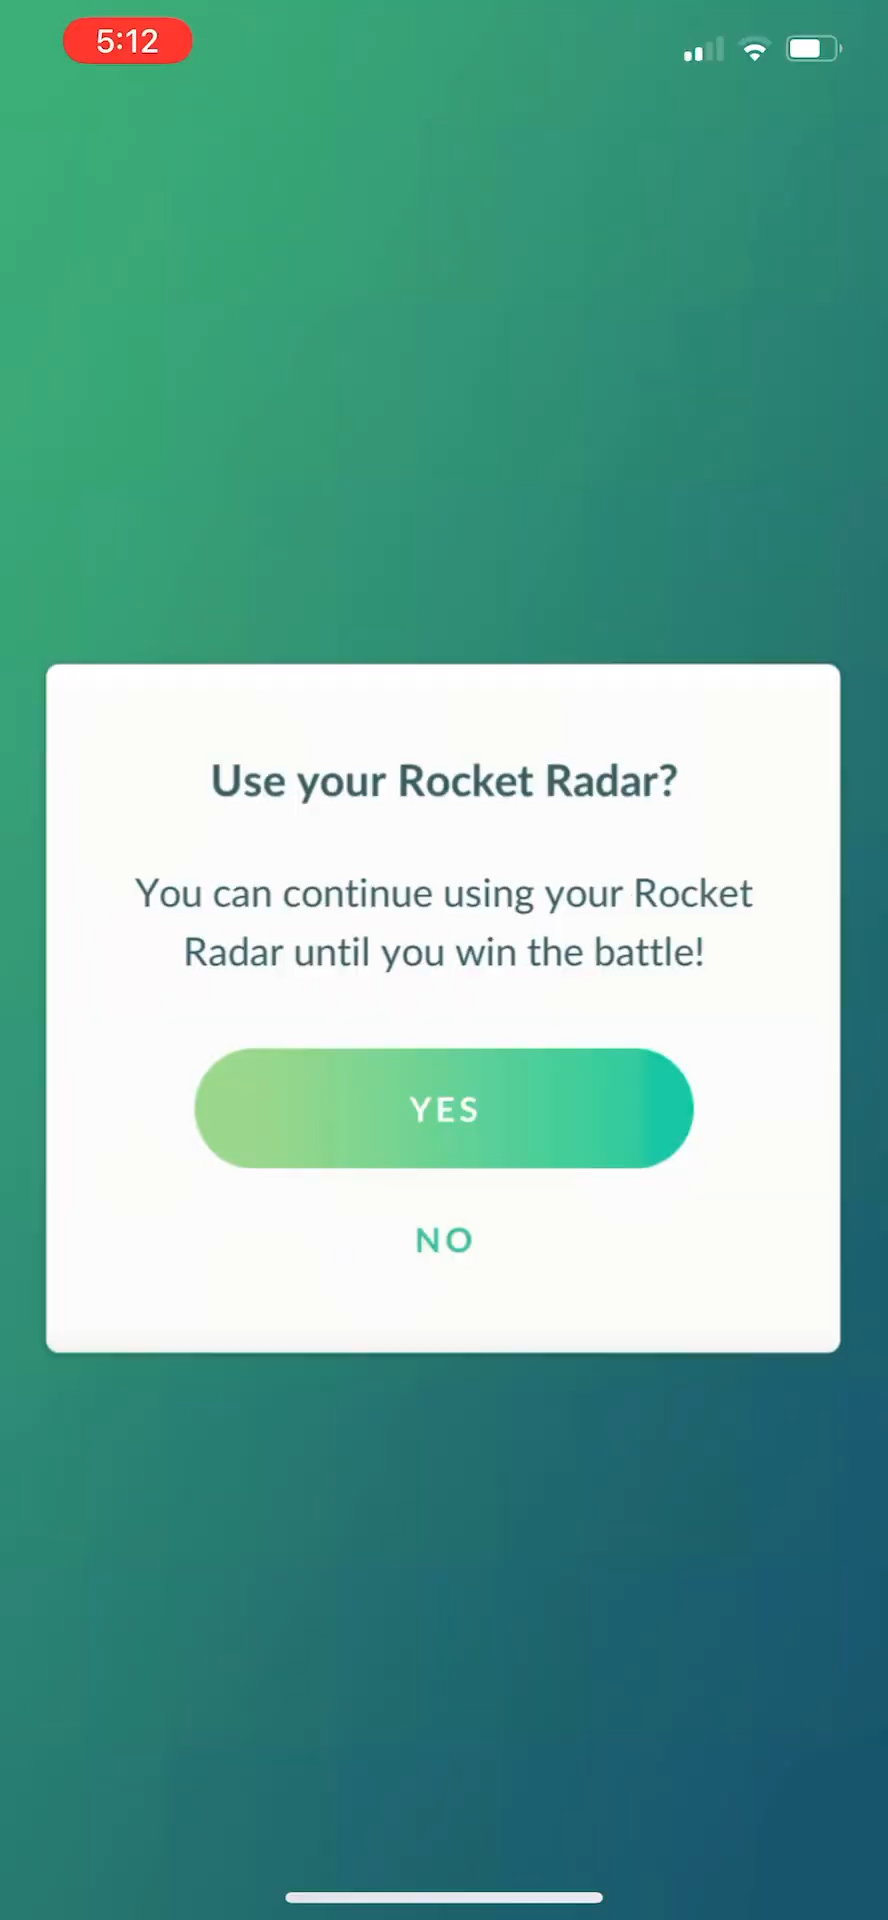 5:12
Use your Rocket Radar?
You can continue using your Rocket
Radar until you win the battle!
YES
NO